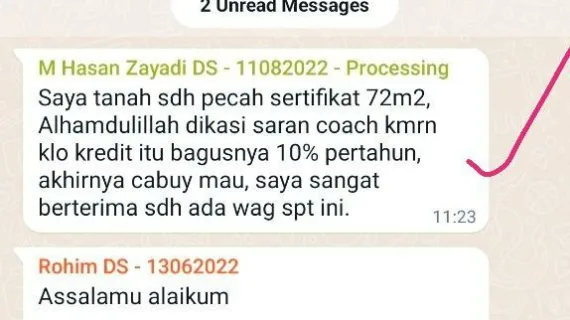 2 Unread Messages
M Hasan Zayadi DS - 11082022 - Processing
Saya tanah sdh pecah sertifikat 72m2,
Alhamdulillah dikasi saran coach kmrn
klo kredit itu bagusnya 10% pertahun,
akhirnya cabuy mau, saya sangat
berterima sdh ada wag spt ini.
11:23
Rohim DS - 13062022
Assalamu alaikum